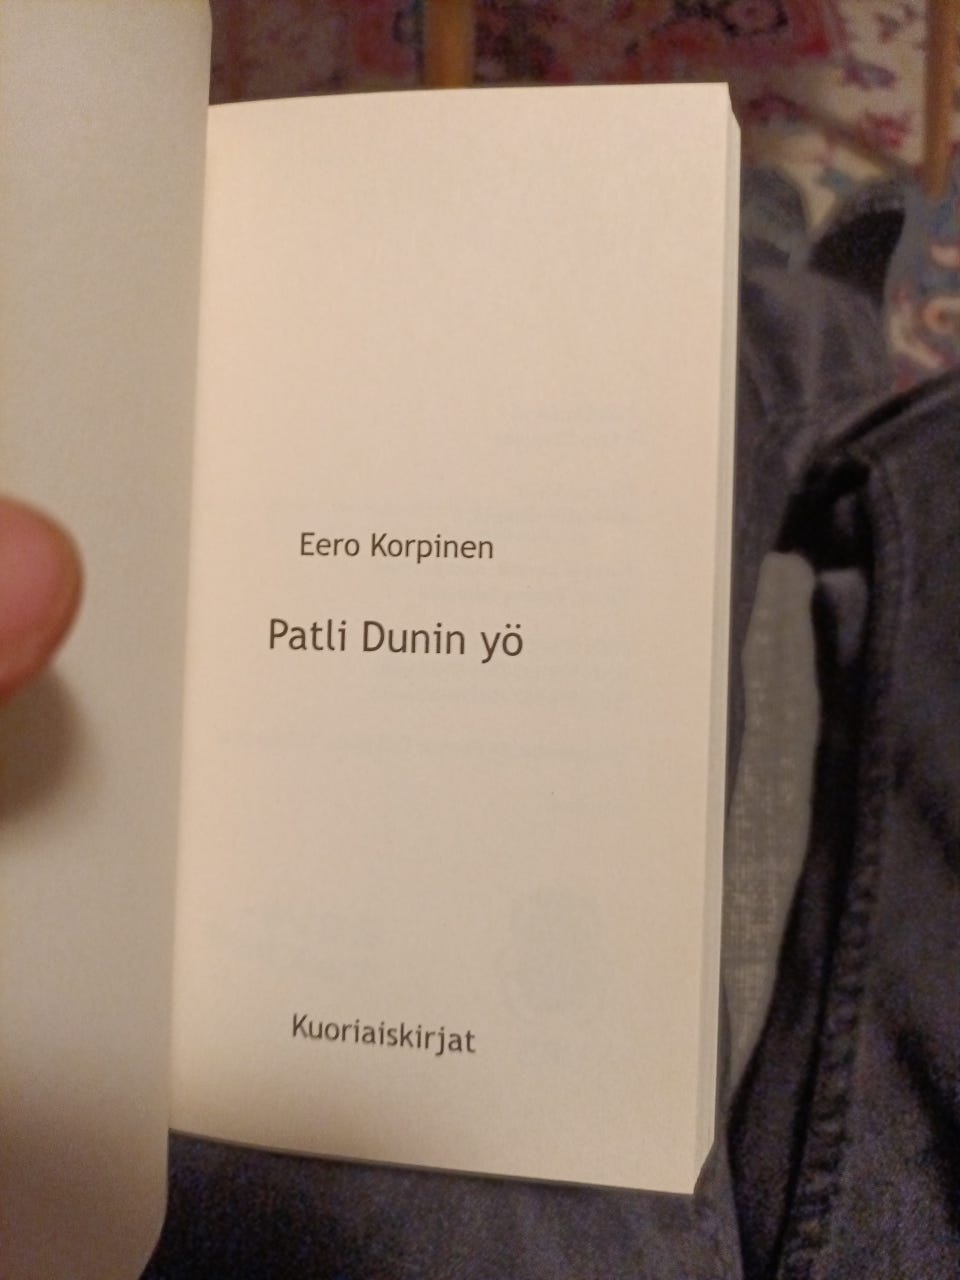 Eero Korpinen
Patli Dunin yö
Kuoriaiskirjat